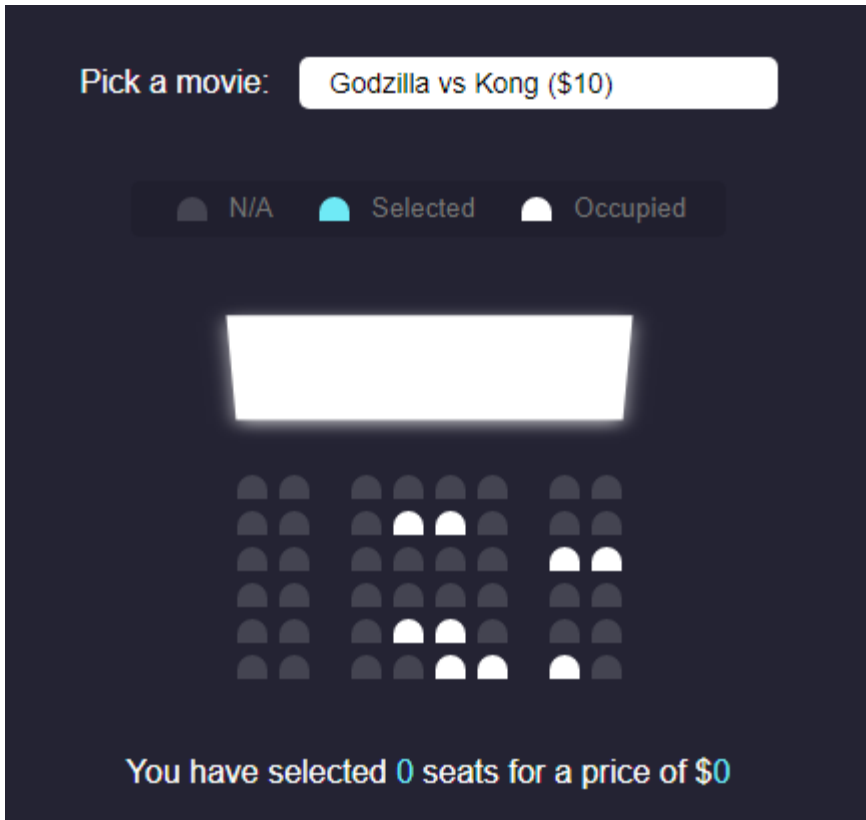 Pick a movie: Godzilla vs Kong ($10)
N/A Selected Occupied
You have selected 0 seats for a price of $0